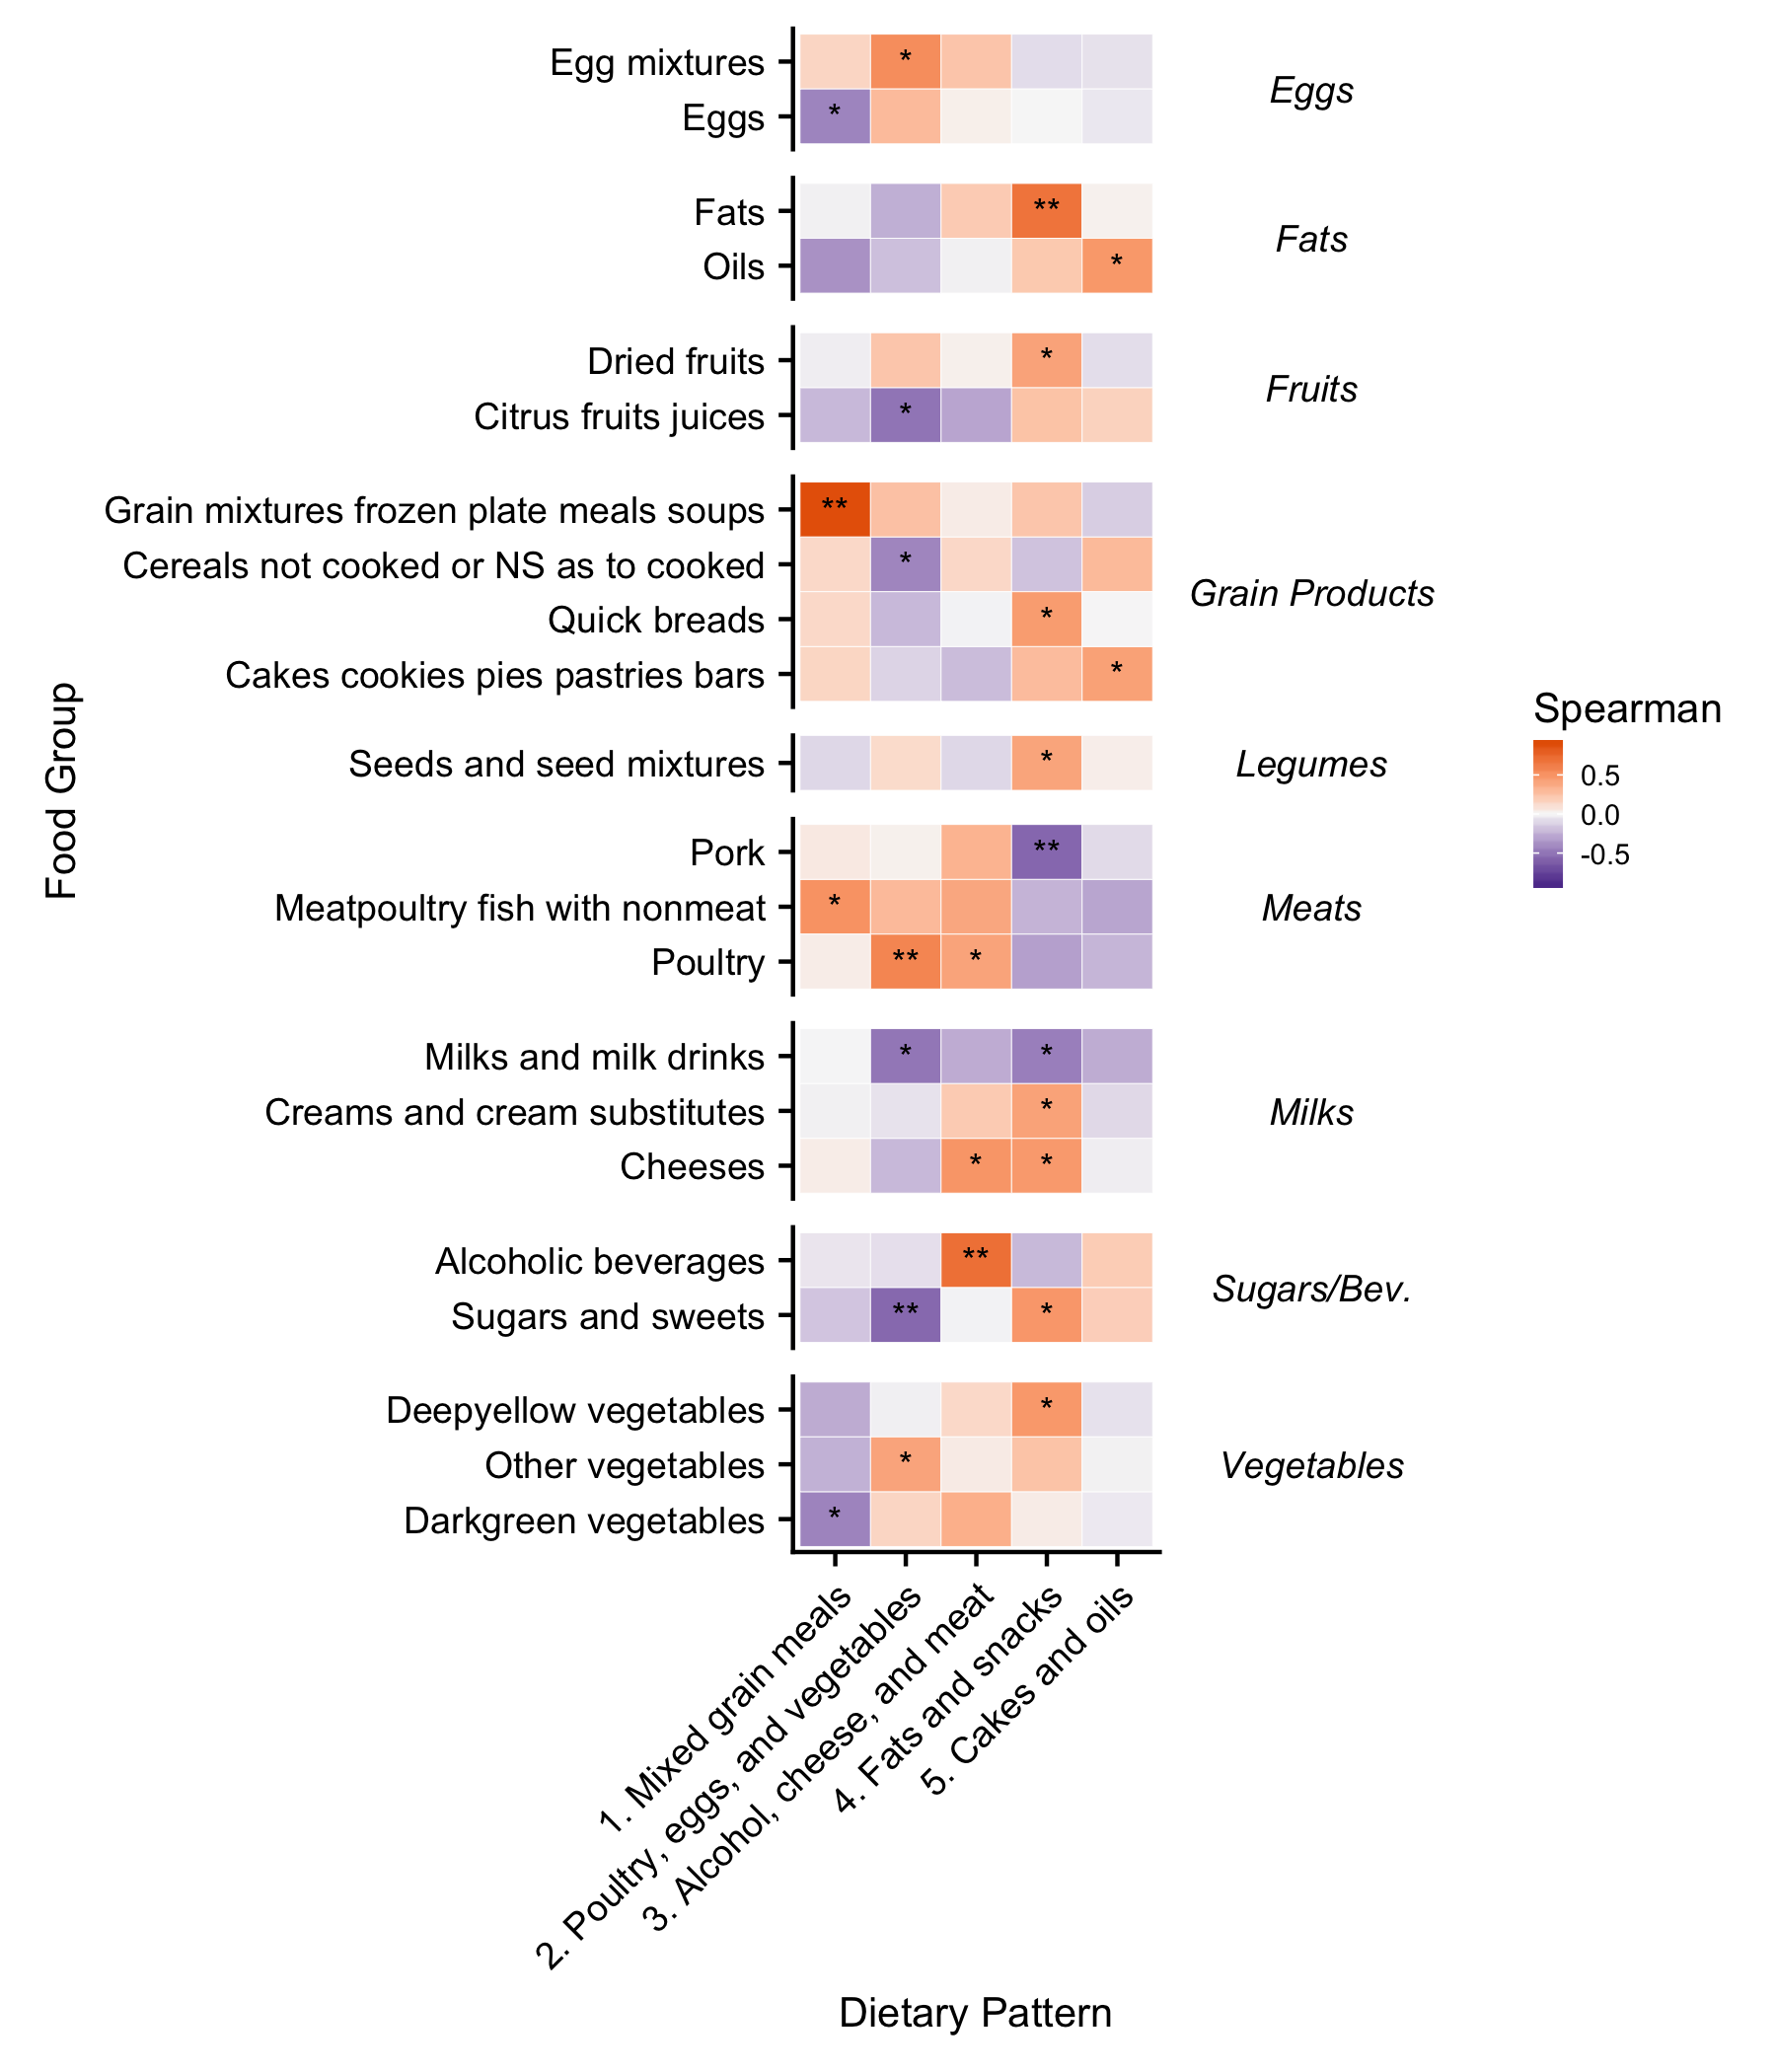 Egg mixtures * 
Eggs * 
Eggs
Fats ** 
Oils * 
Fats
Dried fruits * 
Citrus fruits juices * 
Fruits
Grain mixtures frozen plate meals soups ** 
Cereals not cooked or NS as to cooked * 
Quick breads * 
Cakes cookies pies pastries bars * 
Grain Products
Seeds and seed mixtures * 
Legumes
Pork ** 
Meatpoultry fish with nonmeat * 
Poultry ** * 
Meats
Milks and milk drinks * * 
Creams and cream substitutes * 
Cheeses * * 
Milks
Alcoholic beverages ** 
Sugars and sweets ** * 
Sugars/Bev.
Deepyellow vegetables * 
Other vegetables * 
Darkgreen vegetables * 
Vegetables
Food Group
1. Mixed grain meals
2. Poultry, eggs, and vegetables
3. Alcohol, cheese, and meat
4. Fats and snacks
5. Cakes and oils
Dietary Pattern
Spearman
0.5
0.0
-0.5